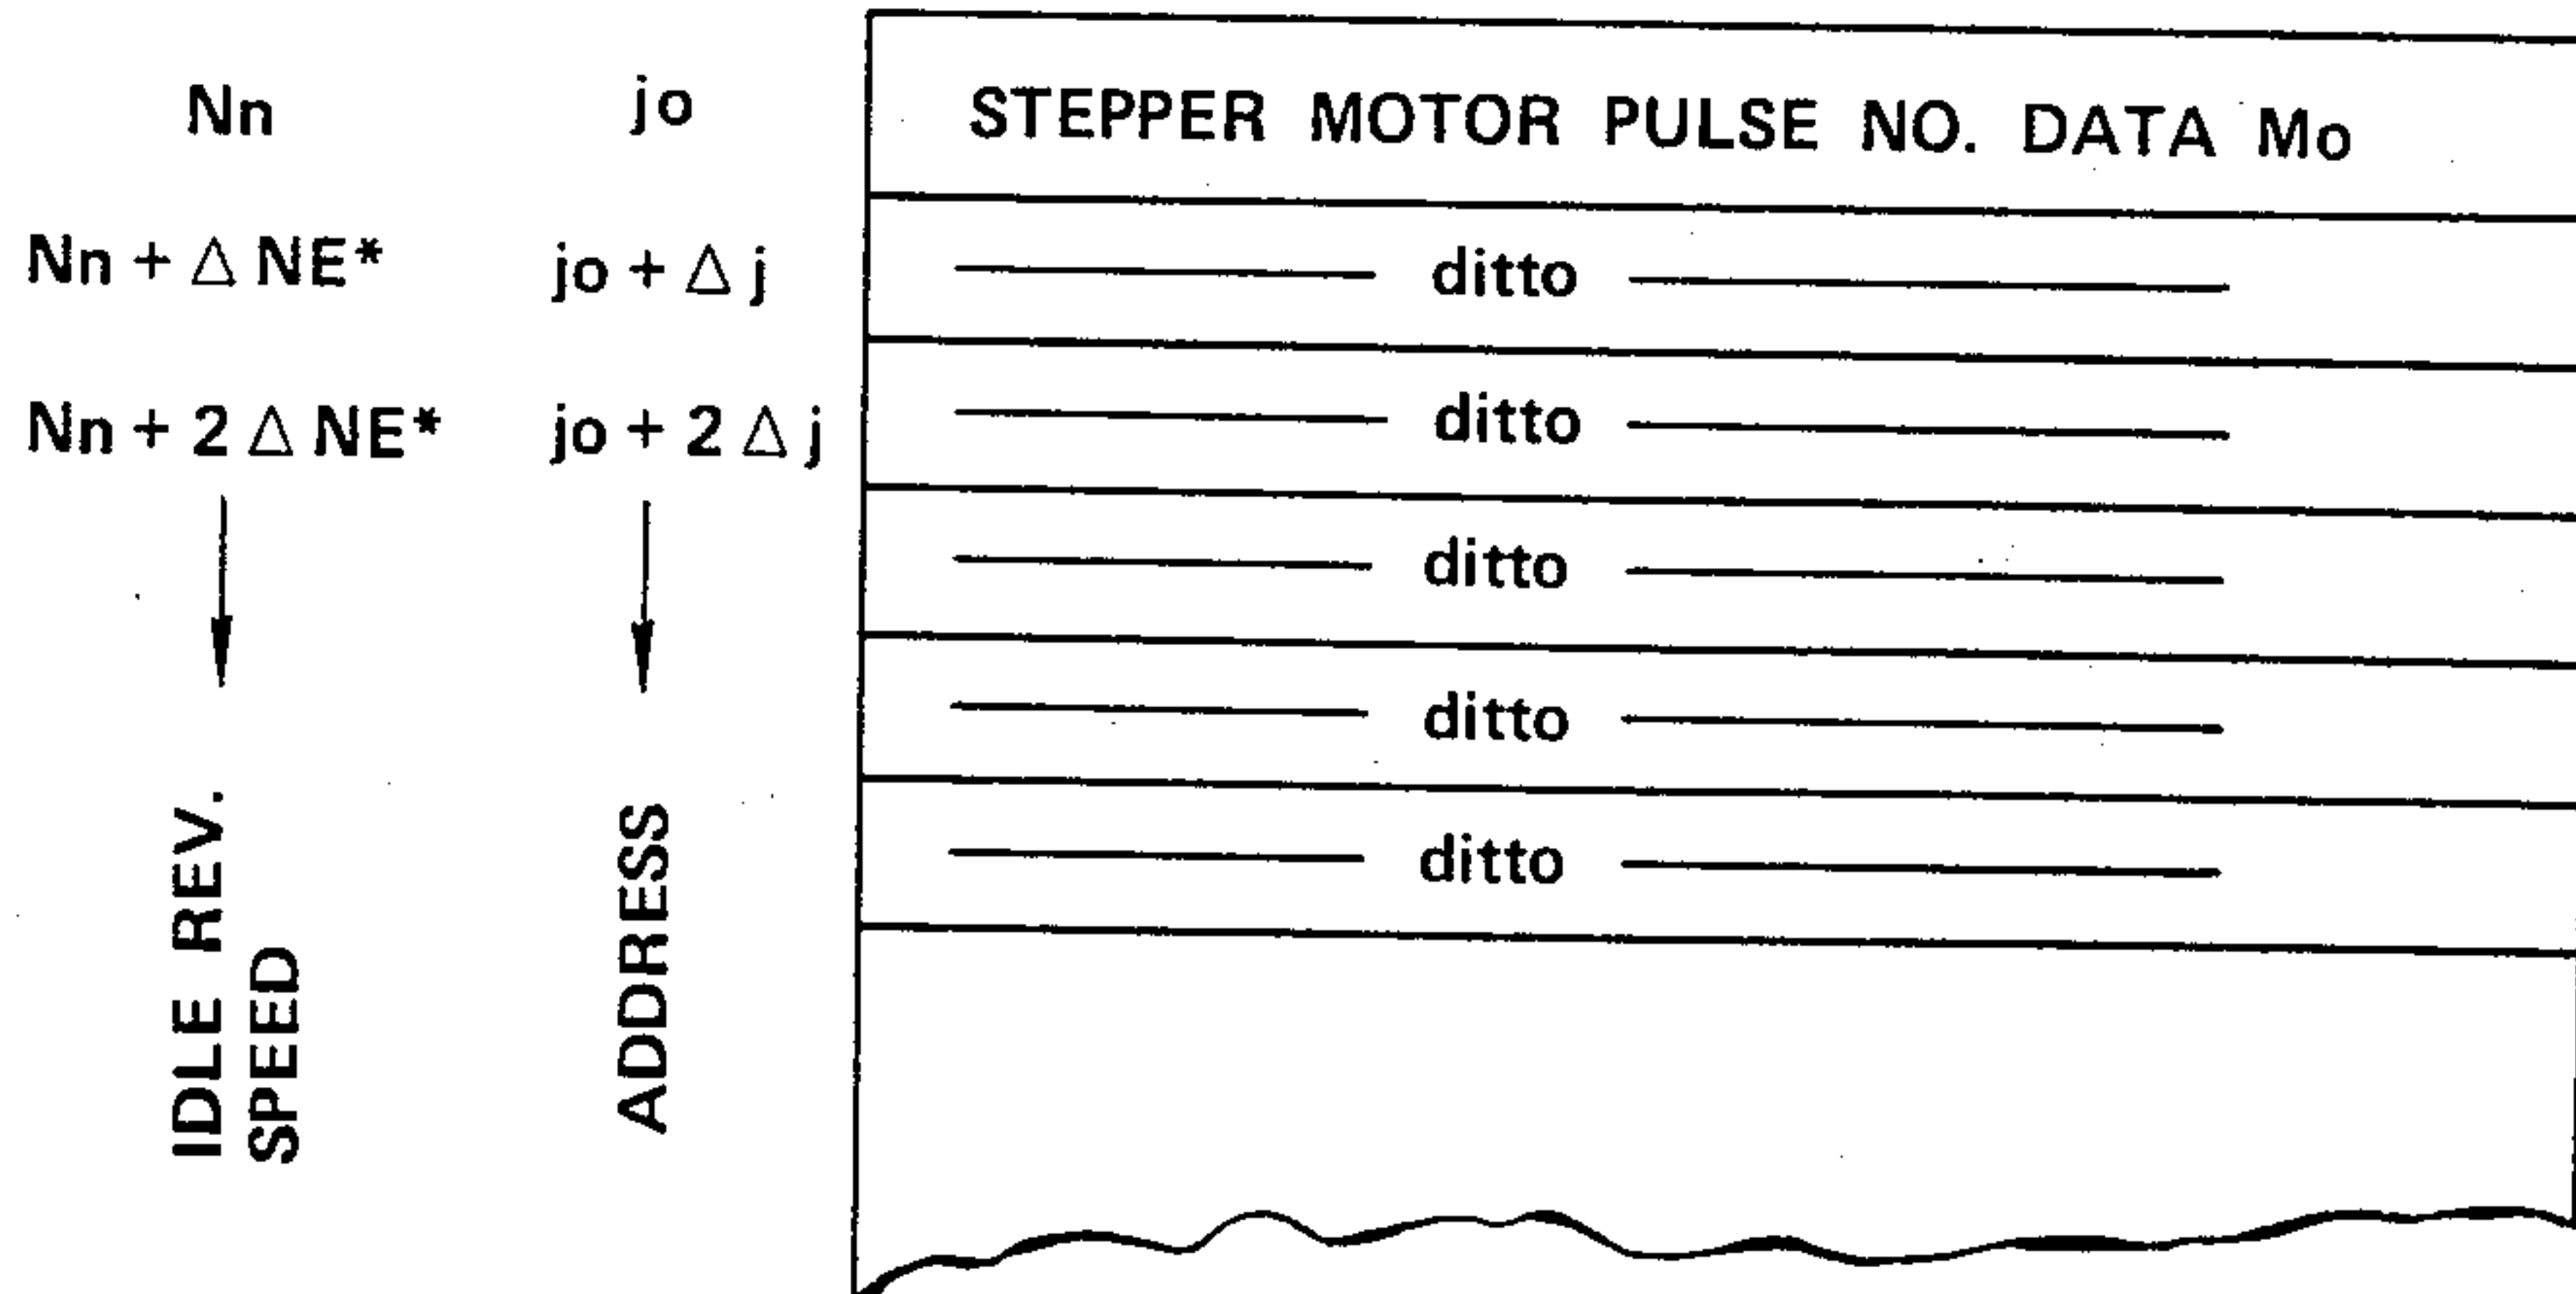 Nn jo STEPPER MOTOR PULSE NO. DATA Mo
Nn + △ NE* jo + △ j ditto
Nn + 2 △ NE* jo + 2 △ j ditto
ditto
ditto
ditto
IDLE REV.
SPEED
ADDRESS